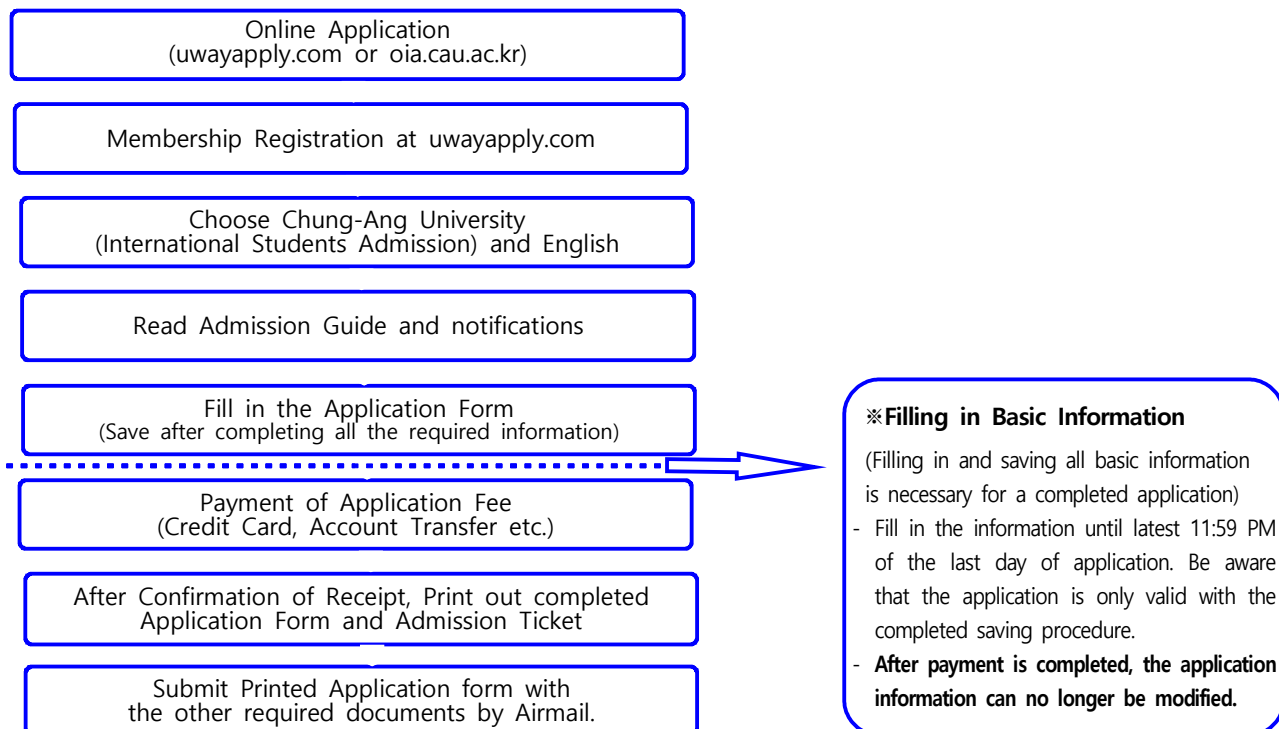 Online Application
(uwayapply.com or oia.cau.ac.kr)
Membership Registration at uwayapply.com
Choose Chung-Ang University
(International Students Admission) and English
Read Admission Guide and notifications
Fill in the Application Form
(Save after completing all the required information)
Payment of Application Fee
(Credit Card, Account Transfer etc.)
After Confirmation of Receipt, Print out completed
Application Form and Admission Ticket
Submit Printed Application form with
the other required documents by Airmail.
※Filling in Basic Information
(Filling in and saving all basic information
is necessary for a completed application)
- Fill in the information until latest 11:59 PM
of the last day of application. Be aware
that the application is only valid with the
completed saving procedure.
- After payment is completed, the application
information can no longer be modified.